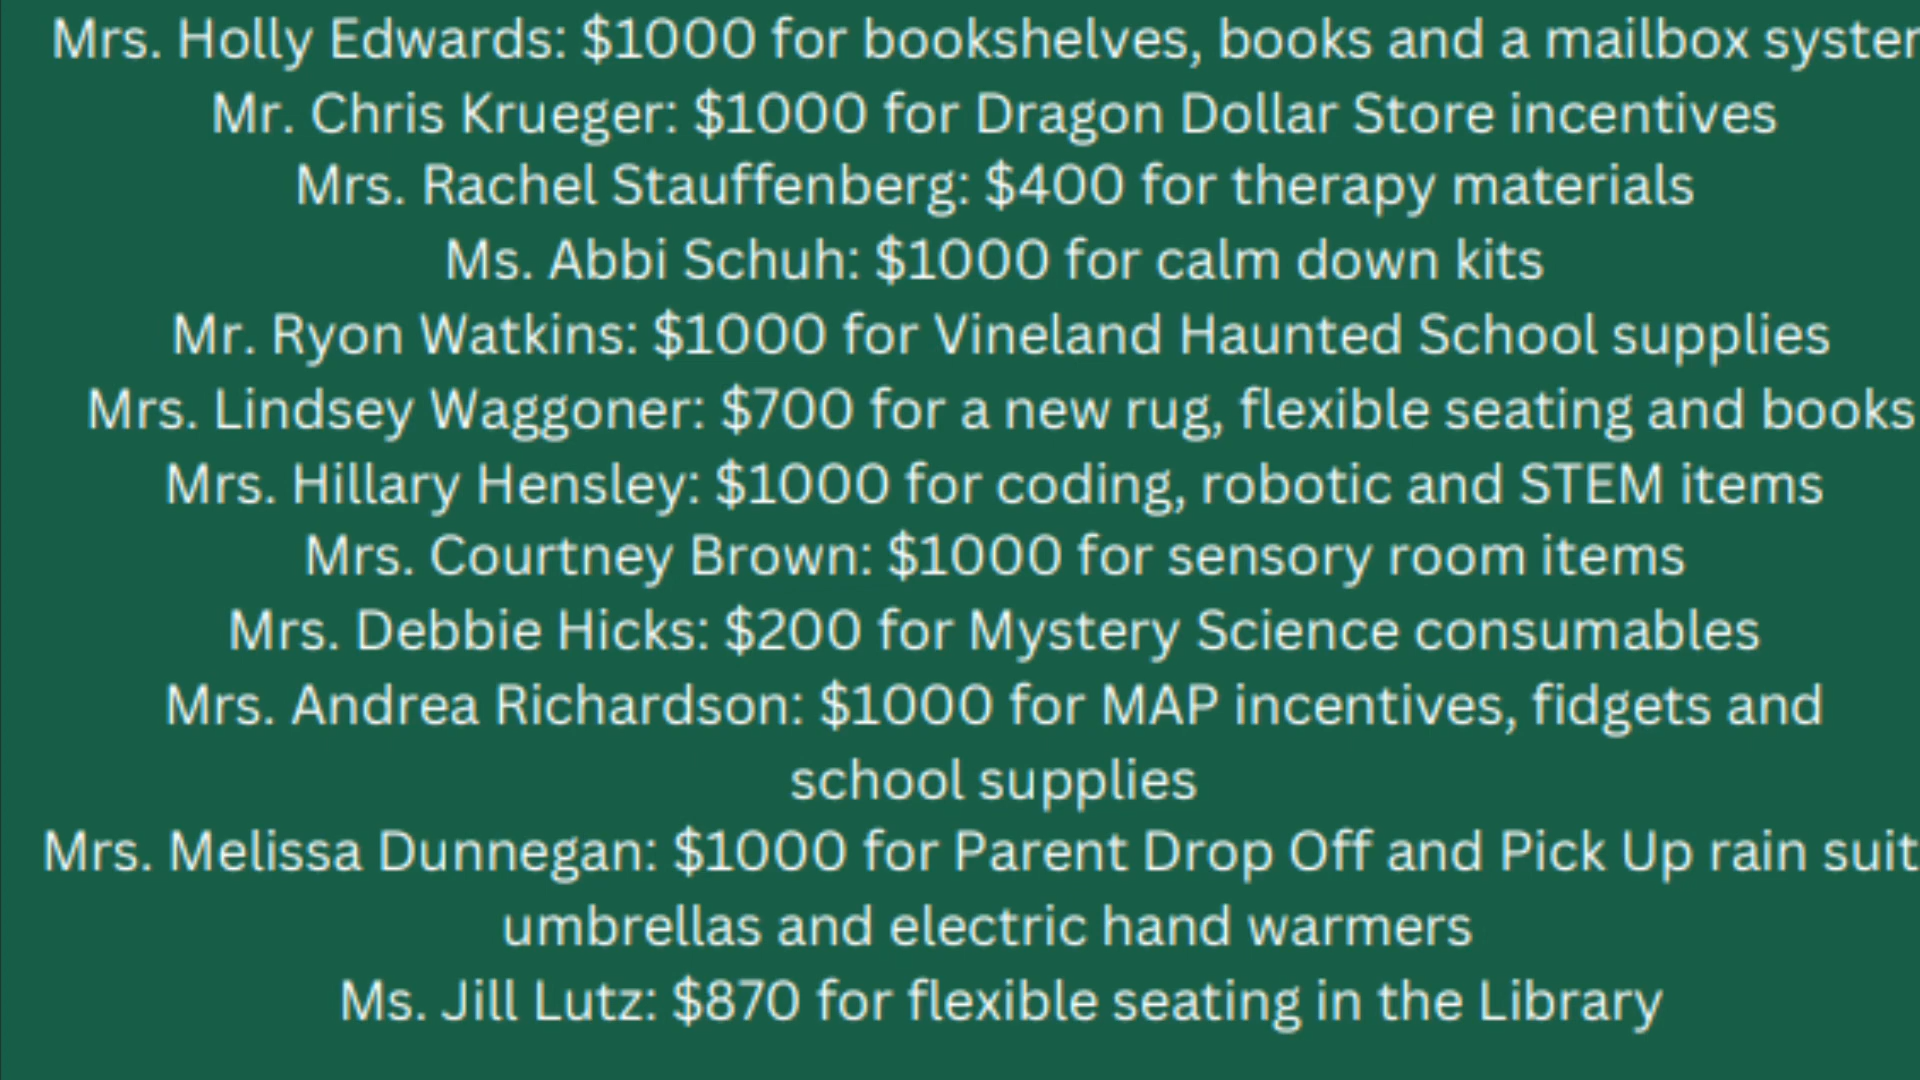 Mrs. Holly Edwards: $1000 for bookshelves, books and a mailbox
Mr. Chris Krueger: $1000 for Dragon Dollar Store incentives
Mrs. Rachel Stauffenberg: $400 for therapy materials
Ms. Abbi Schuh: $1000 for calm down kits
Mr. Ryon Watkins: $1000 for Vineland Haunted School supplies
Mrs. Lindsey Waggoner: $700 for a new rug, flexible seating and books
Mrs. Hillary Hensley: $1000 for coding, robotic and STEM items
Mrs. Courtney Brown: $1000 for sensory room items
Mrs. Debbie Hicks: $200 for Mystery Science consumables
Mrs. Andrea Richardson: $1000 for MAP incentives, fidgets and
school supplies
Mrs. Melissa Dunnegan: $1000 for Parent Drop Off and Pick Up rain
umbrellas and electric hand warmers
Ms. Jill Lutz: $870 for flexible seating in the Library